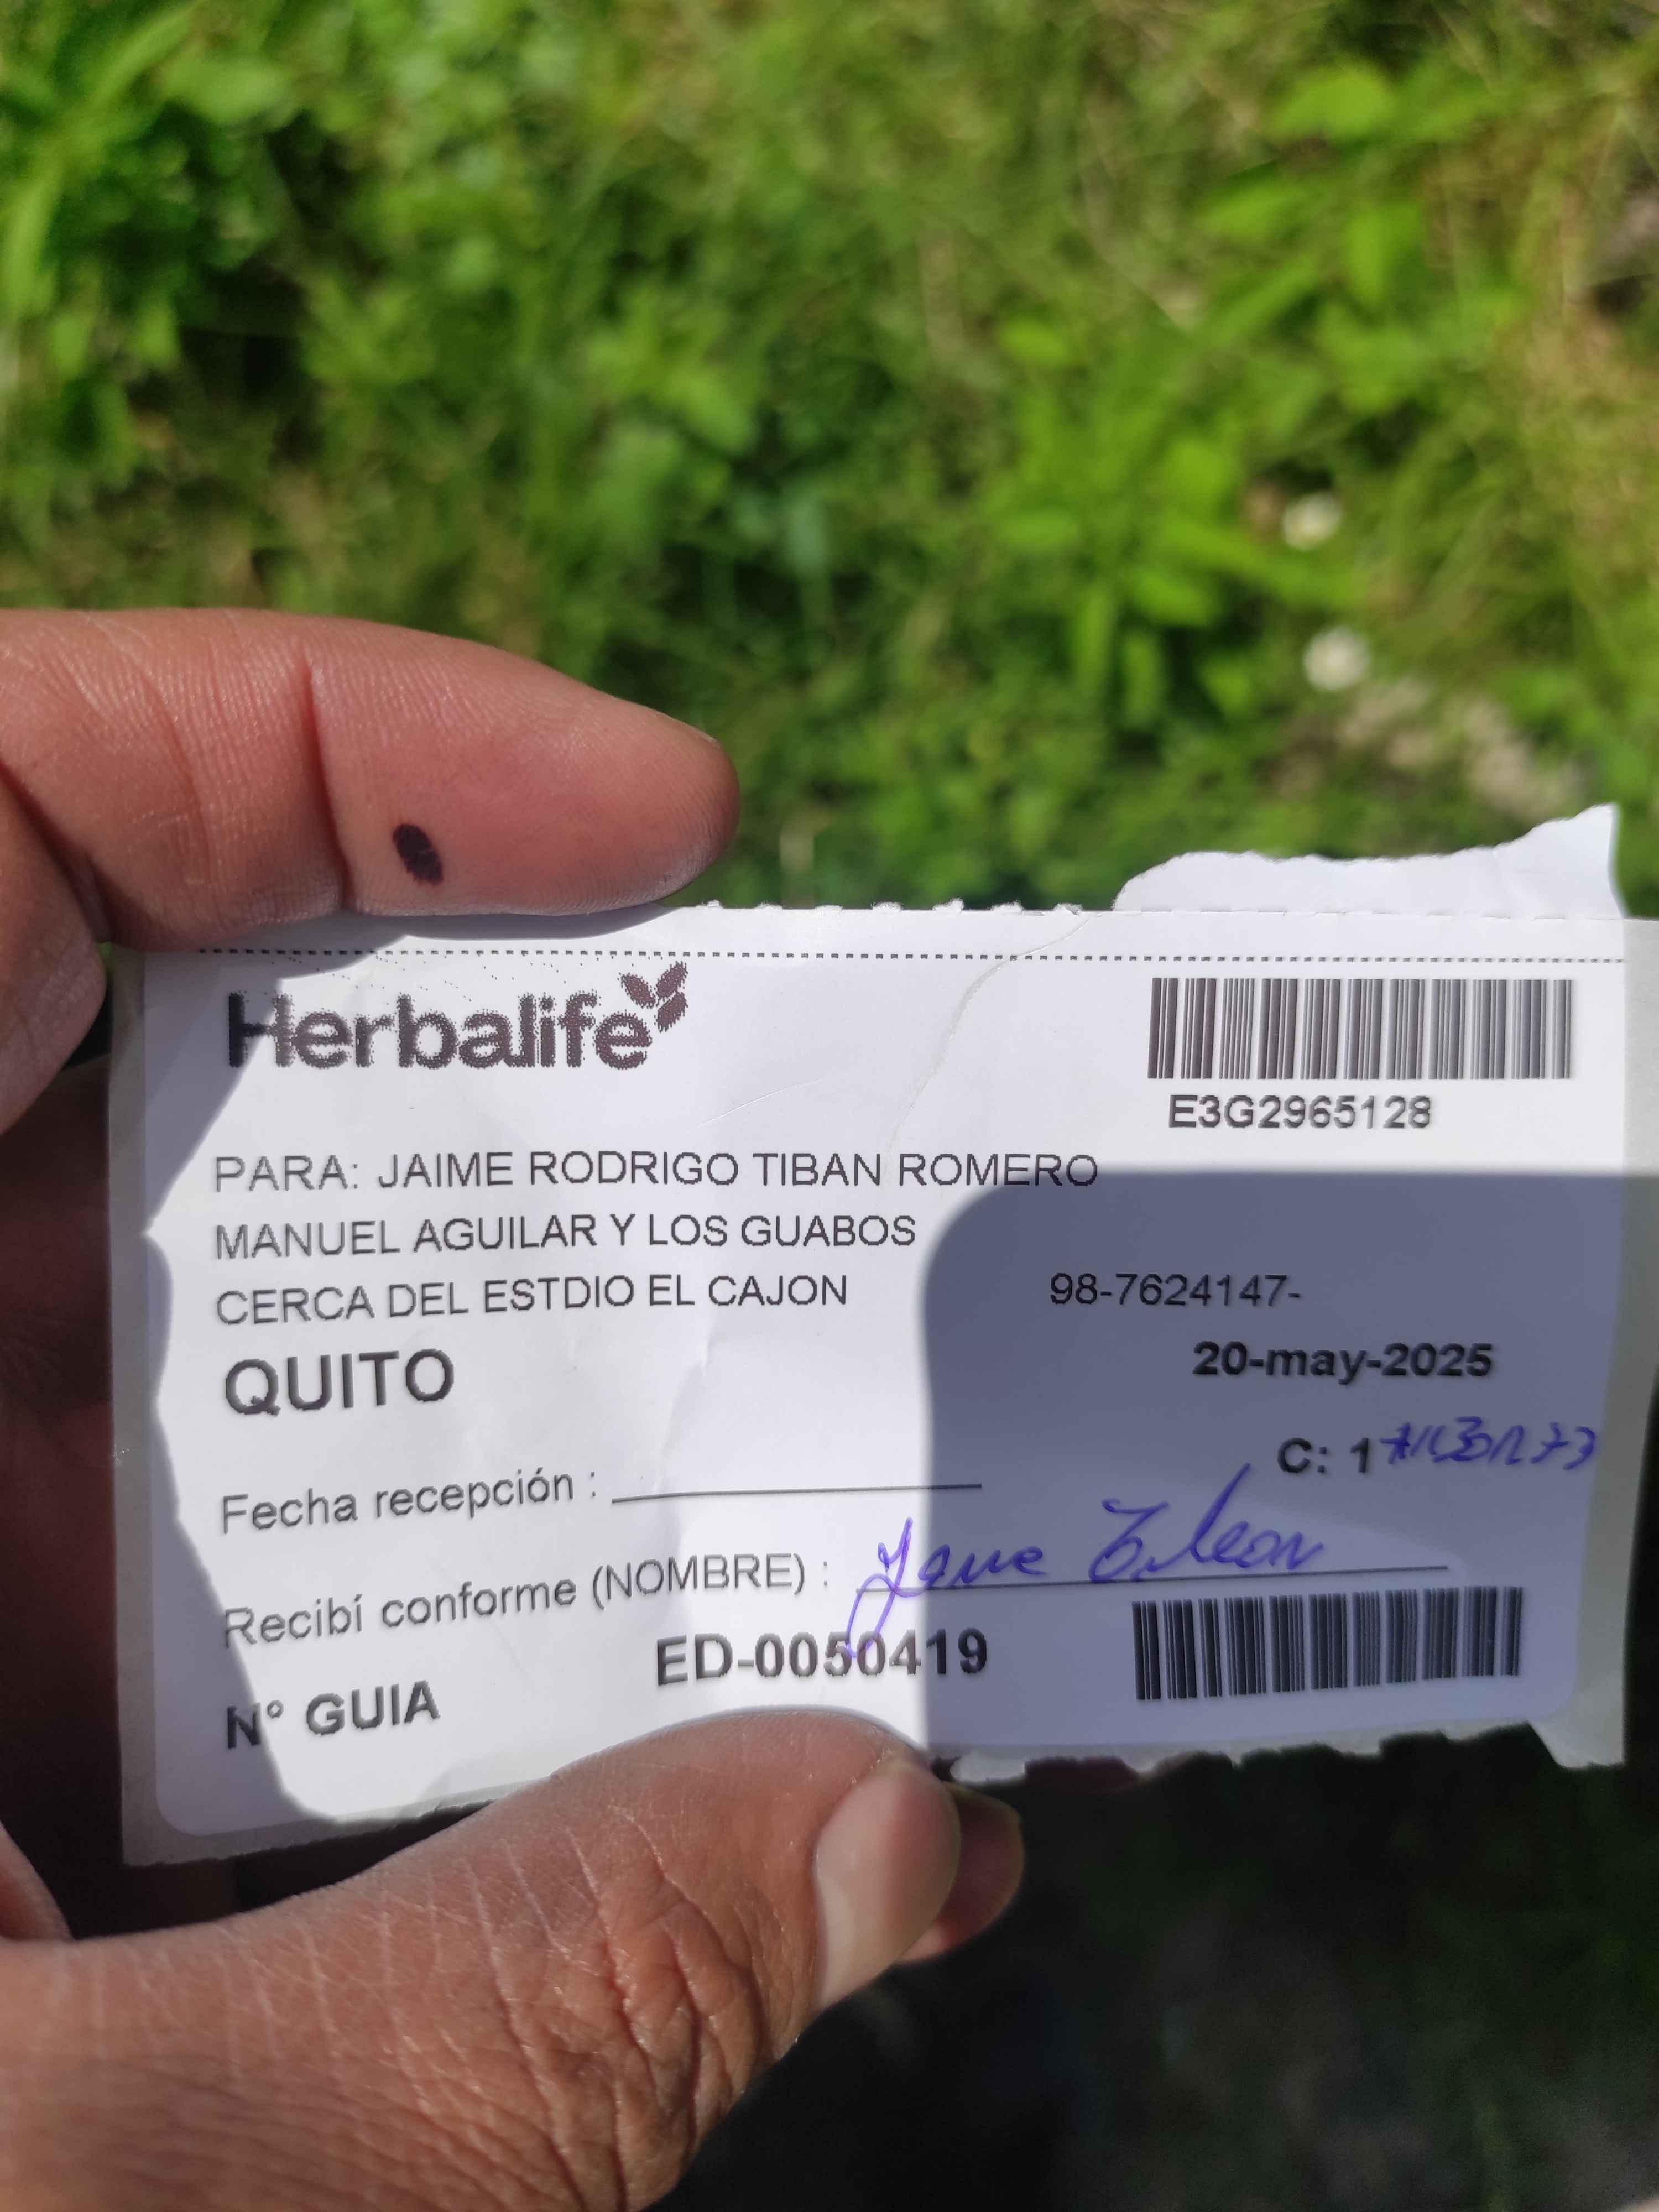 Herbalife
E3G2965128
PARA: JAIME RODRIGO TIBAN ROMERO
MANUEL AGUILAR Y LOS GUABOS
CERCA DEL ESTDIO EL CAJON 98-7624147-
QUITO
20-may-2025
C: 1
Fecha recepción :
Recibí conforme (NOMBRE) :
ED-0050419
N° GUIA